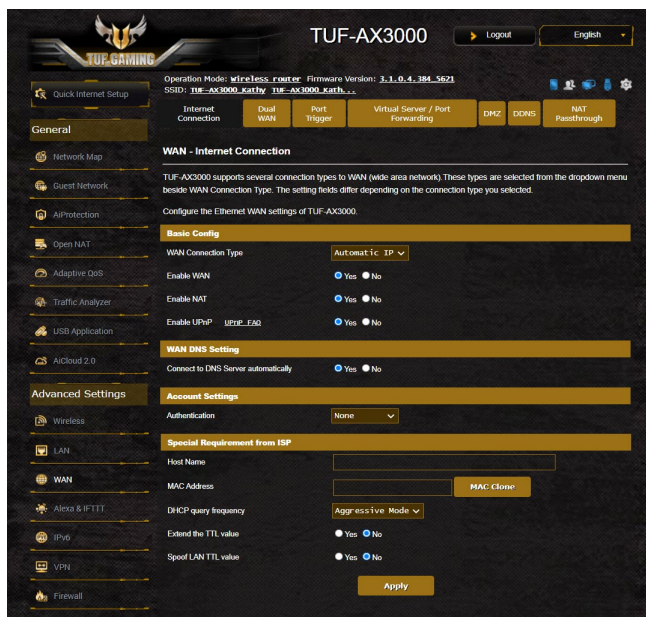 TUF GAMING
TUF-AX3000
Logout
English
Quick Internet Setup
Operation Mode: Wireless router Firmware Version: 3.1.0.4.384_5621
SSID: TUF-AX3000_Kathy TUF-AX3000_Kath...
Internet Connection
Dual WAN
Port Trigger
Virtual Server / Port Forwarding
DMZ
DDNS
NAT Passthrough
General
Network Map
Guest Network
AiProtection
Open NAT
Adaptive QoS
Traffic Analyzer
USB Application
AiCloud 2.0
Advanced Settings
Wireless
LAN
WAN
Alexa & IFTTT
IPv6
VPN
Firewall
WAN - Internet Connection
TUF-AX3000 supports several connection types to WAN (wide area network).These types are selected from the dropdown menu
beside WAN Connection Type. The setting fields differ depending on the connection type you selected.
Configure the Ethernet WAN settings of TUF-AX3000.
Basic Config
WAN Connection Type Automatic IP
Enable WAN Yes No
Enable NAT Yes No
Enable UPnP UPnP FAQ Yes No
WAN DNS Setting
Connect to DNS Server automatically Yes No
Account Settings
Authentication None
Special Requirement from ISP
Host Name
MAC Address MAC Clone
DHCP query frequency Aggressive Mode
Extend the TTL value Yes No
Spoof LAN TTL value Yes No
Apply